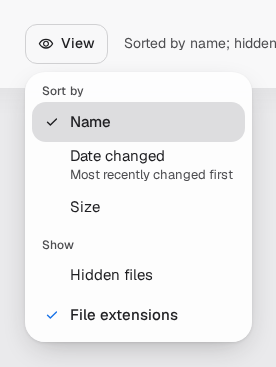 View
Sorted by name; hidden
Sort by
Name
Date changed
Most recently changed first
Size
Show
Hidden files
File extensions